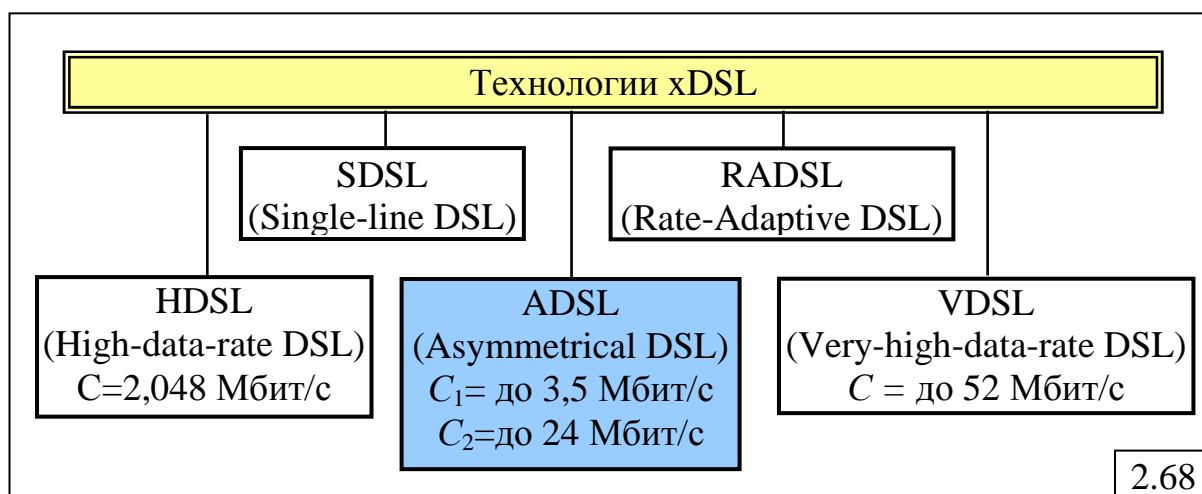 Технологии xDSL
SDSL
(Single-line DSL)
RADSL
(Rate-Adaptive DSL)
HDSL
(High-data-rate DSL)
C=2,048 Мбит/с
ADSL
(Asymmetrical DSL)
C₁= до 3,5 Мбит/с
C₂=до 24 Мбит/с
VDSL
(Very-high-data-rate DSL)
C = до 52 Мбит/с
2.68